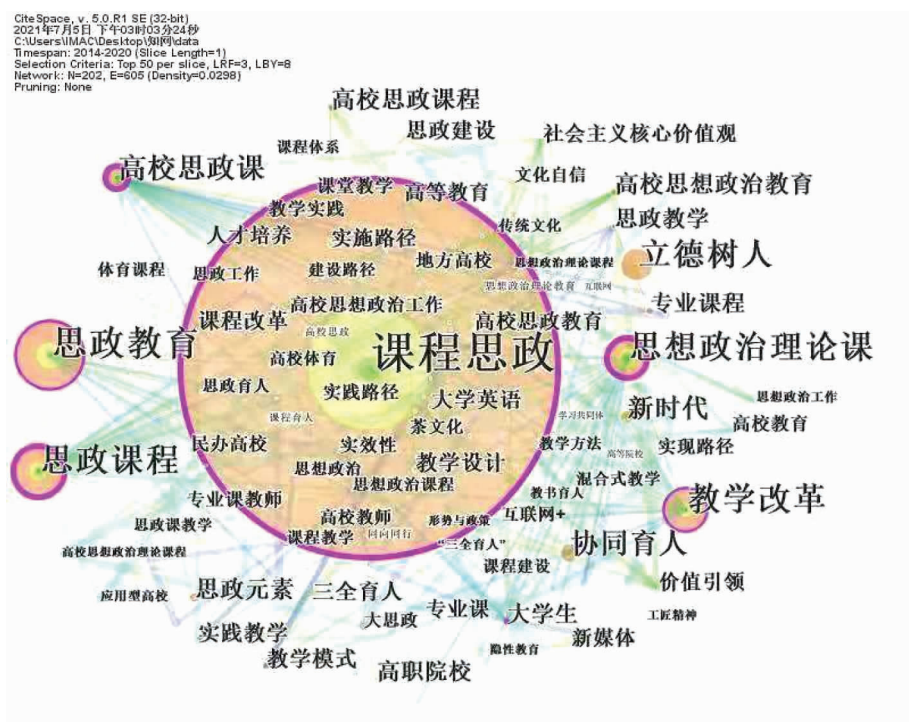 CiteSpace, v. 5.0.R1 SE (32-bit)
2021年7月5日 下午03时03分24秒
C:\Users\IMAC\Desktop\知网\data
Timespan: 2014-2020 (Slice Length=1)
Selection Criteria: Top 50 per slice, LRF=3, LBY=8
Network: N=202, E=605 (Density=0.0298)
Pruning: None
高校思政课程
思政建设
社会主义核心价值观
课程体系
高校思政课
文化自信
课堂教学
高等教育
高校思想政治教育
教学实践
思政教学
传统文化
人才培养
实施路径
立德树人
地方高校
思想政治理论课程
体育课程
思政工作
建设路径
思想政治理论教育
互联网
高校思想政治工作
专业课程
课程改革
高校思政教育
高校思政
思政教育
课程思政
思想政治理论课
高校体育
思政育人
实践路径
大学英语
思想政治工作
新时代
课程育人
学习共同体
茶文化
高校教育
民办高校
实效性
教学方法
实现路径
高等院校
思政课程
思想政治
教学设计
混合式教学
思想政治课程
教书育人
专业课教师
教学改革
高校教师
形势与政策
互联网+
思政课教学
课程教学
同向同行
“三全育人”
协同育人
高校思想政治理论课程
课程建设
价值引领
应用型高校
思政元素
三全育人
专业课
大学生
工匠精神
大思政
实践教学
新媒体
隐性教育
教学模式
高职院校